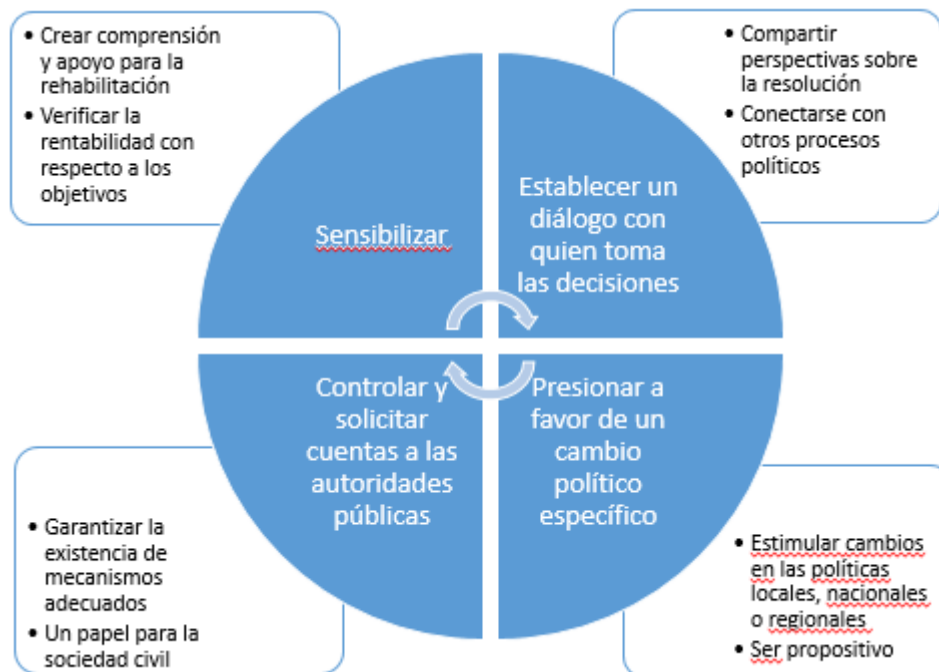 • Crear comprensión
y apoyo para la
rehabilitación
• Verificar la
rentabilidad con
respecto a los
objetivos
• Compartir
perspectivas sobre
la resolución
• Conectarse con
otros procesos
políticos
Sensibilizar
Establecer un
diálogo con
quien toma
las decisiones
Controlar y
solicitar
cuentas a las
autoridades
públicas
Presionar a
favor de un
cambio
político
específico
• Garantizar la
existencia de
mecanismos
adecuados
• Un papel para la
sociedad civil
• Estimular cambios
en las políticas
locales, nacionales
o regionales
• Ser propositivo